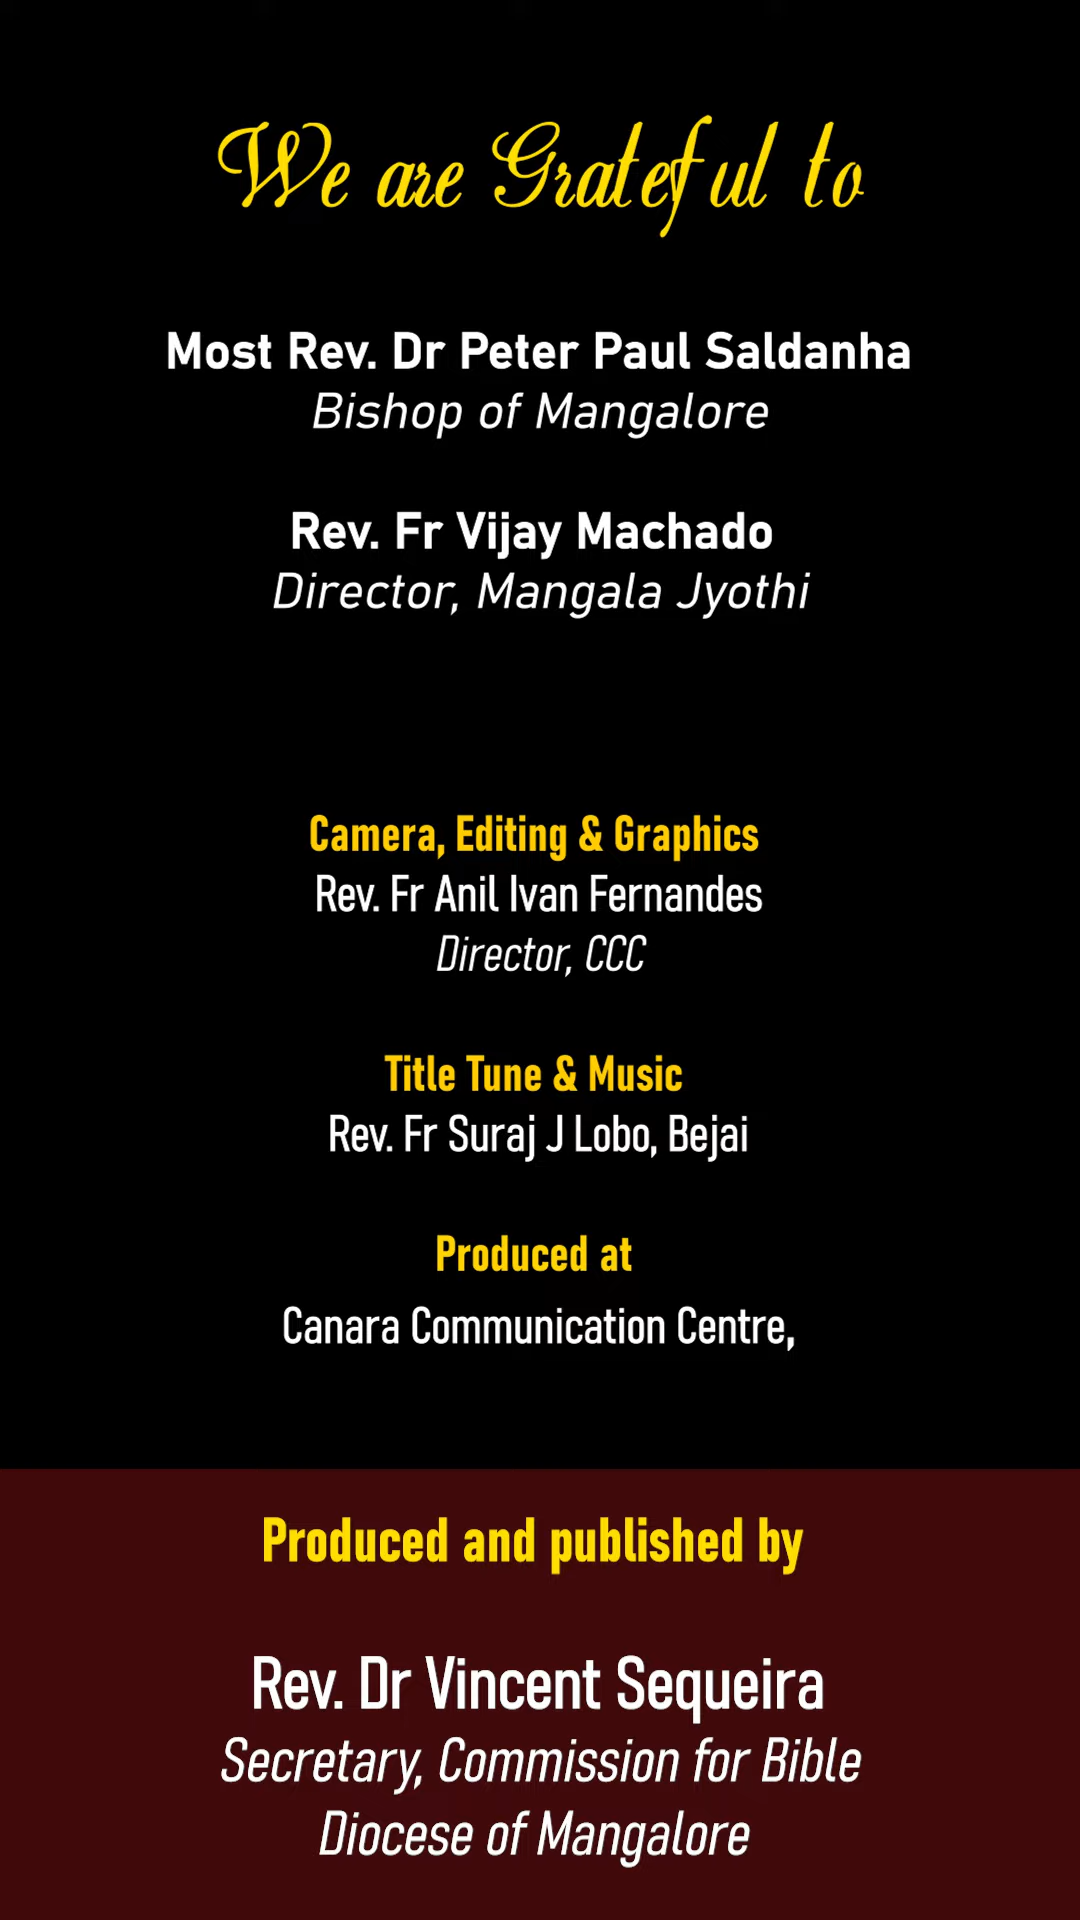 We are Grateful to
Most Rev. Dr Peter Paul Saldanha
Bishop of Mangalore
Rev. Fr Vijay Machado
Director, Mangala Jyothi
Camera, Editing & Graphics
Rev. Fr Anil Ivan Fernandes
Director, CCC
Title Tune & Music
Rev. Fr Suraj J Lobo, Bejai
Produced at
Canara Communication Centre,
Produced and published by
Rev. Dr Vincent Sequeira
Secretary, Commission for Bible
Diocese of Mangalore